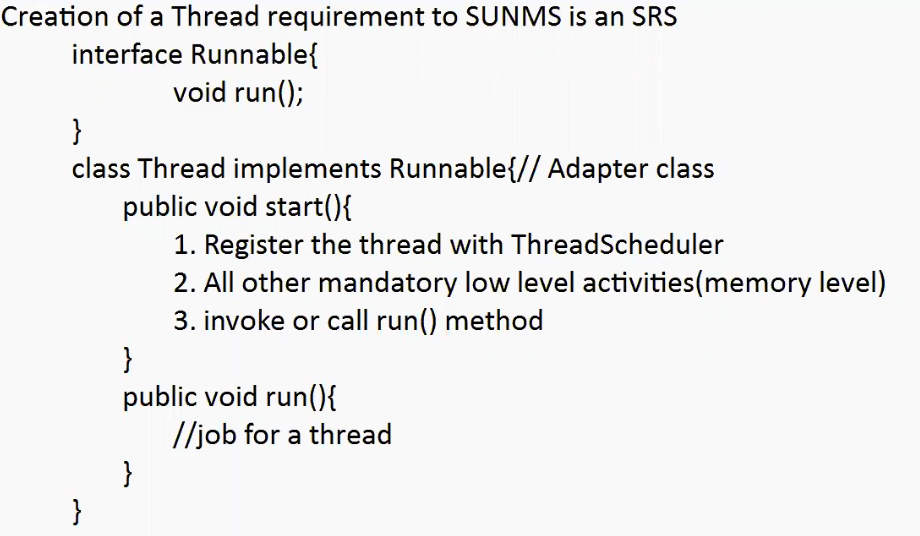 Creation of a Thread requirement to SUNMS is an SRS
interface Runnable{
void run();
}
class Thread implements Runnable{// Adapter class
public void start(){
1. Register the thread with ThreadScheduler
2. All other mandatory low level activities(memory level)
3. invoke or call run() method
}
public void run(){
//job for a thread
}
}